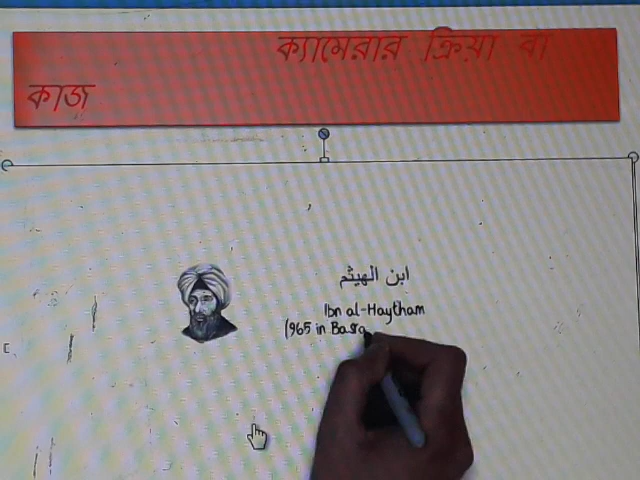 ক্যামেরার ক্রিয়া বা
কাজ
ابن الهيثم
Ibn al-Haytham
(965 in Basra